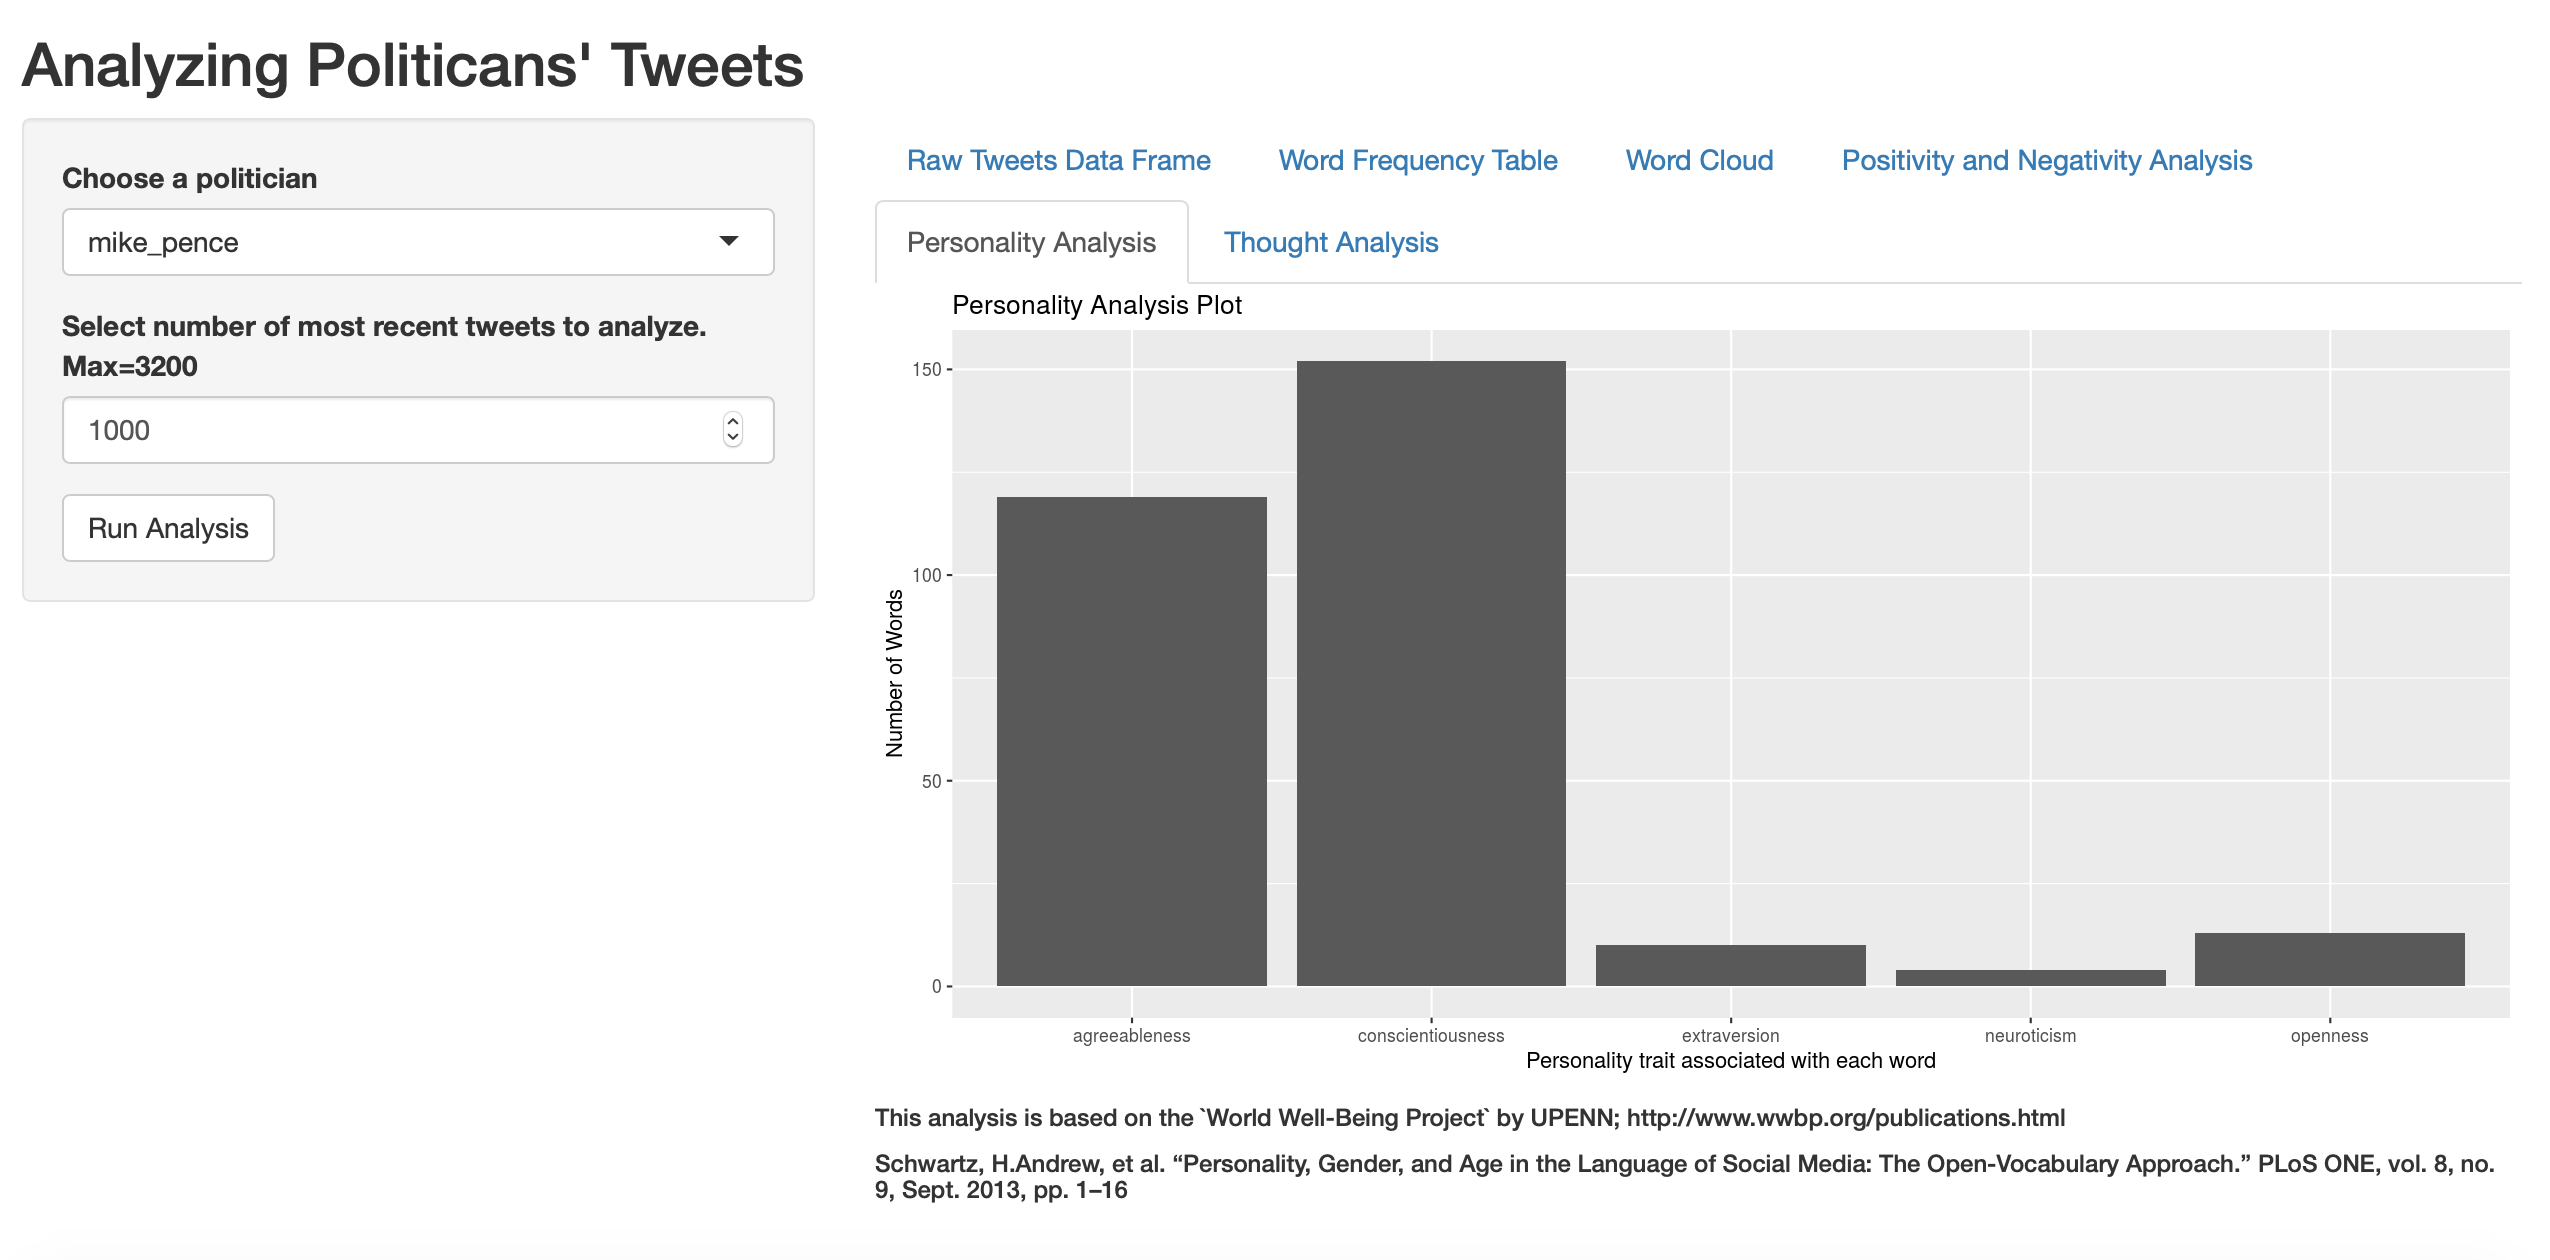 Analyzing Politicans' Tweets
Choose a politician
mike_pence
Select number of most recent tweets to analyze.
Max=3200
1000
Run Analysis
Raw Tweets Data Frame Word Frequency Table Word Cloud Positivity and Negativity Analysis
Personality Analysis Thought Analysis
Personality Analysis Plot
Number of Words
150
100
50
0
agreeableness conscientiousness extraversion neuroticism openness
Personality trait associated with each word
This analysis is based on the `World Well-Being Project` by UPENN; http://www.wwbp.org/publications.html
Schwartz, H.Andrew, et al. “Personality, Gender, and Age in the Language of Social Media: The Open-Vocabulary Approach.” PLoS ONE, vol. 8, no.
9, Sept. 2013, pp. 1–16